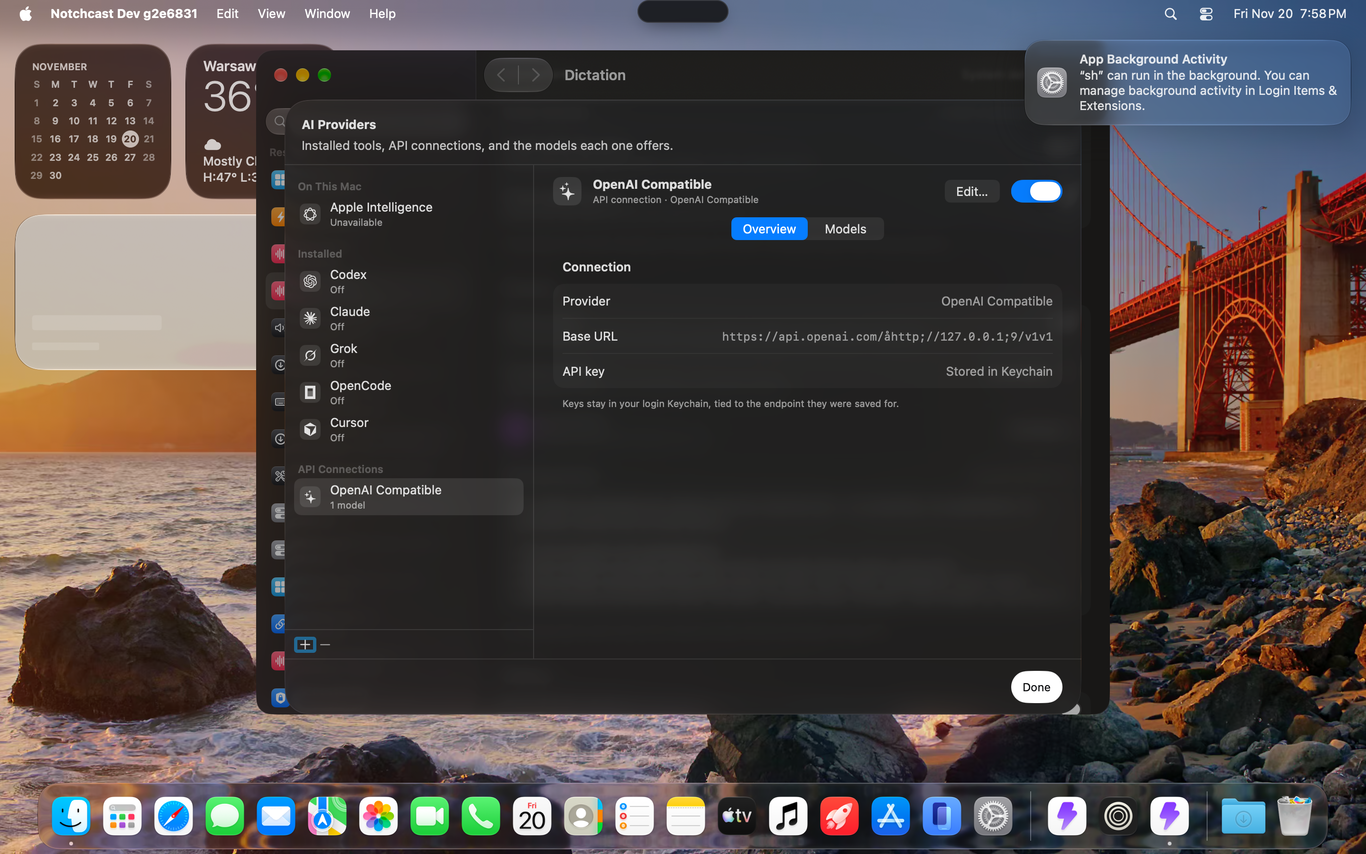 Notchcast Dev g2e6831 Edit View Window Help
Fri Nov 20 7:58 PM
NOVEMBER
S M T W T F S
1 2 3 4 5 6 7
8 9 10 11 12 13 14
15 16 17 18 19 20 21
22 23 24 25 26 27 28
29 30
Warsaw
36°
Mostly Cl
H:47° L:3
Dictation
App Background Activity
“sh” can run in the background. You can
manage background activity in Login Items &
Extensions.
AI Providers
Installed tools, API connections, and the models each one offers.
On This Mac
Apple Intelligence
Unavailable
Installed
Codex
Off
Claude
Off
Grok
Off
OpenCode
Off
Cursor
Off
API Connections
OpenAI Compatible
1 model
OpenAI Compatible
API connection · OpenAI Compatible
Edit...
Overview Models
Connection
Provider OpenAI Compatible
Base URL https://api.openai.com/åhttp;//127.0.0.1;9/v1v1
API key Stored in Keychain
Keys stay in your login Keychain, tied to the endpoint they were saved for.
Done
Fri
20
tv